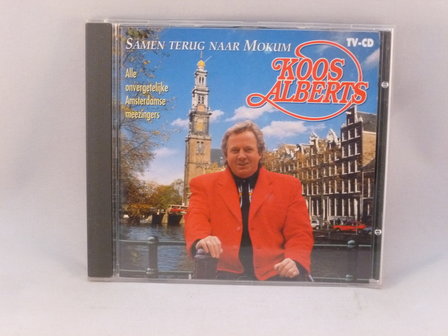 SAMEN TERUG NAAR MOKUM
TV-CD
KOOS
ALBERTS
Alle
onvergetelijke
Amsterdamse
meezingers